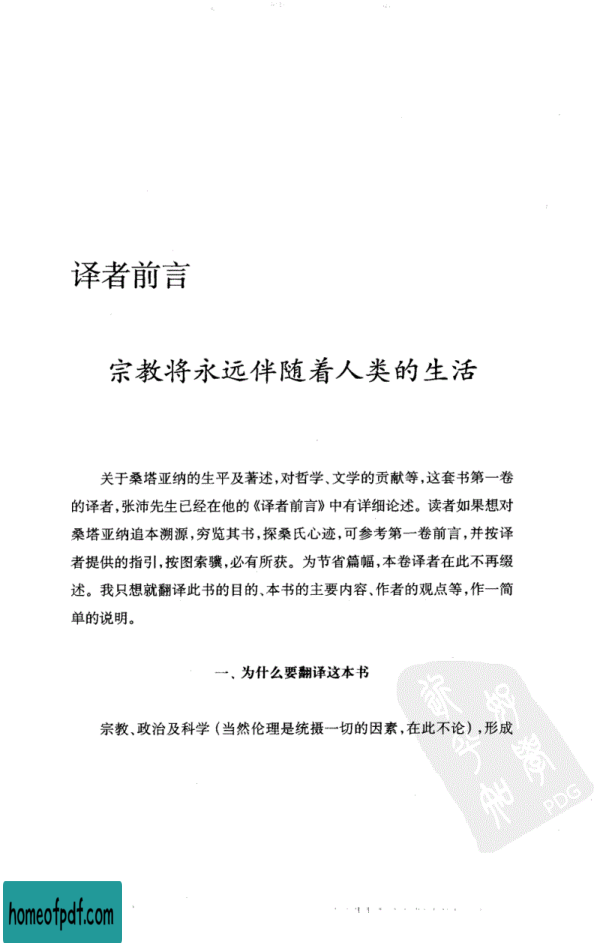 译者前言
宗教将永远伴随着人类的生活
关于桑塔亚纳的生平及著述,对哲学、文学的贡献等,这套书第一卷
的译者,张沛先生已经在他的《译者前言》中有详细论述。读者如果想对
桑塔亚纳追本溯源,穷览其书,探桑氏心迹,可参考第一卷前言,并按译
者提供的指引,按图索骥,必有所获。为节省篇幅,本卷译者在此不再缀
述。我只想就翻译此书的目的、本书的主要内容、作者的观点等,作一简
单的说明。
一、为什么要翻译这本书
宗教、政治及科学(当然伦理是统摄一切的因素,在此不论),形成
PDG
homeofpdf.com